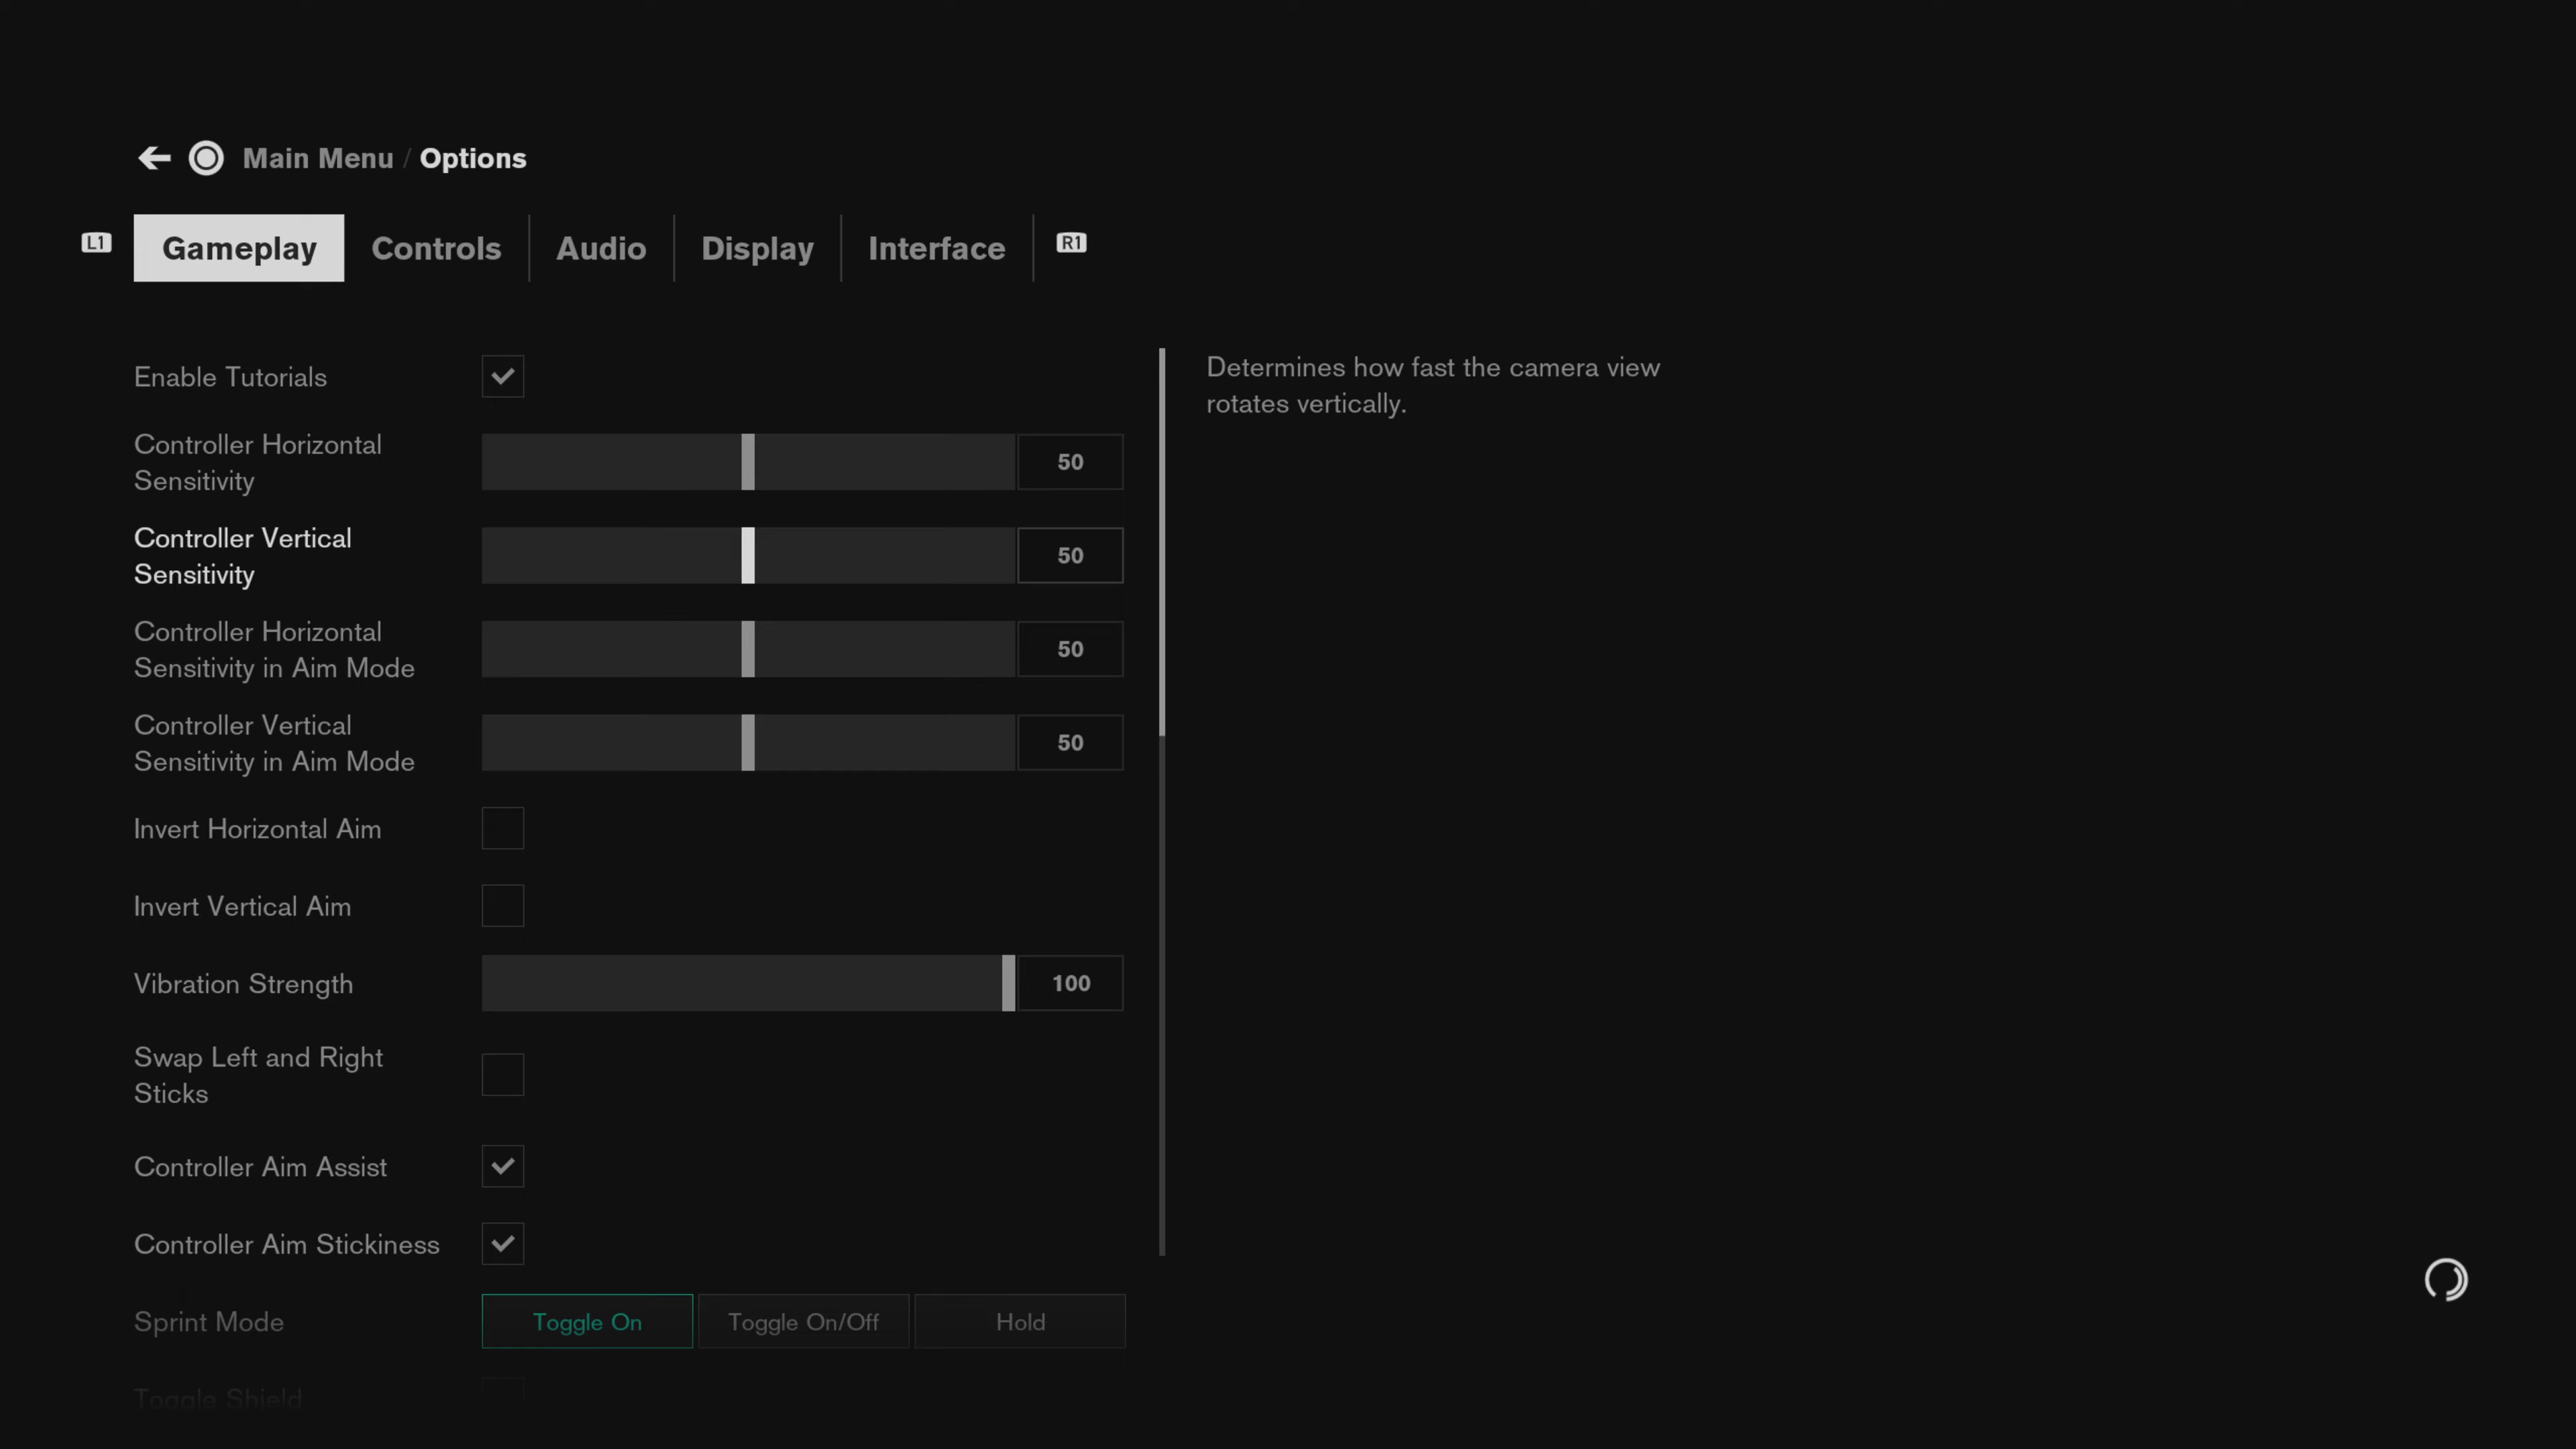 Main Menu / Options
L1 Gameplay Controls Audio Display Interface R1
Enable Tutorials
Determines how fast the camera view
rotates vertically.
Controller Horizontal
Sensitivity
50
Controller Vertical
Sensitivity
50
Controller Horizontal
Sensitivity in Aim Mode
50
Controller Vertical
Sensitivity in Aim Mode
50
Invert Horizontal Aim
Invert Vertical Aim
Vibration Strength
100
Swap Left and Right
Sticks
Controller Aim Assist
Controller Aim Stickiness
Sprint Mode
Toggle On Toggle On/Off Hold
Toggle Shield